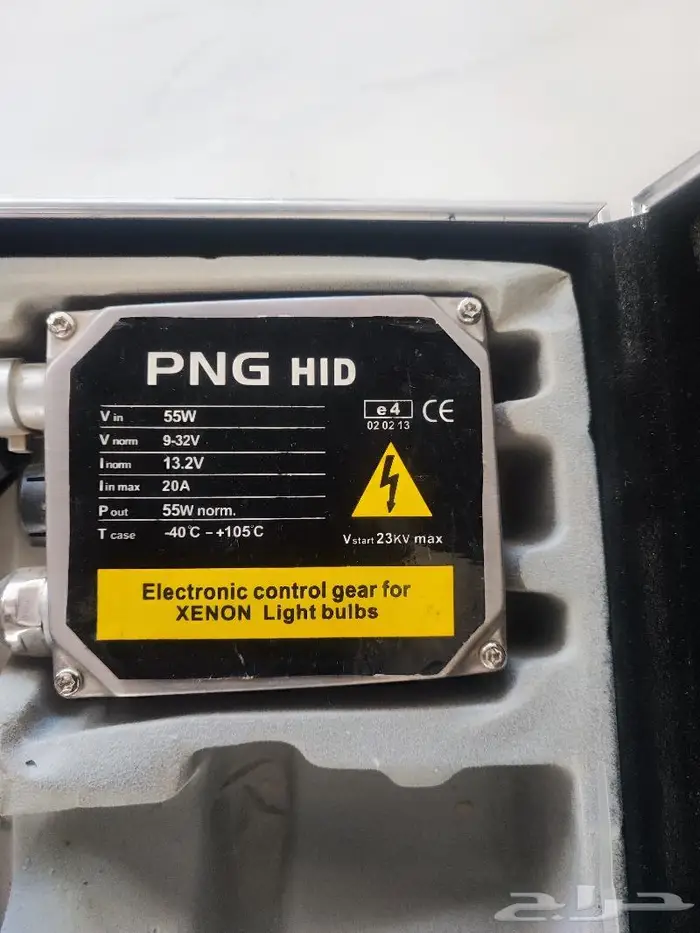 PNG HID
V in 55W
V norm 9-32V
I norm 13.2V
I in max 20A
P out 55W norm.
T case -40℃ – +105℃
e4 CE
02 02 13
V start 23KV max
Electronic control gear for
XENON Light bulbs
حراج